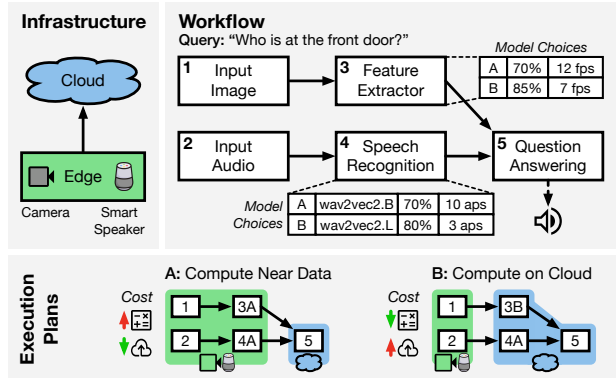 Infrastructure
Cloud
Edge
Camera
Smart
Speaker
Workflow
Query: “Who is at the front door?”
1 Input
Image
3 Feature
Extractor
Model Choices
A 70% 12 fps
B 85% 7 fps
2 Input
Audio
4 Speech
Recognition
5 Question
Answering
Model
Choices
A wav2vec2.B 70% 10 aps
B wav2vec2.L 80% 3 aps
Execution
Plans
A: Compute Near Data
Cost
1 3A
2 4A 5
B: Compute on Cloud
Cost
1 3B
2 4A 5